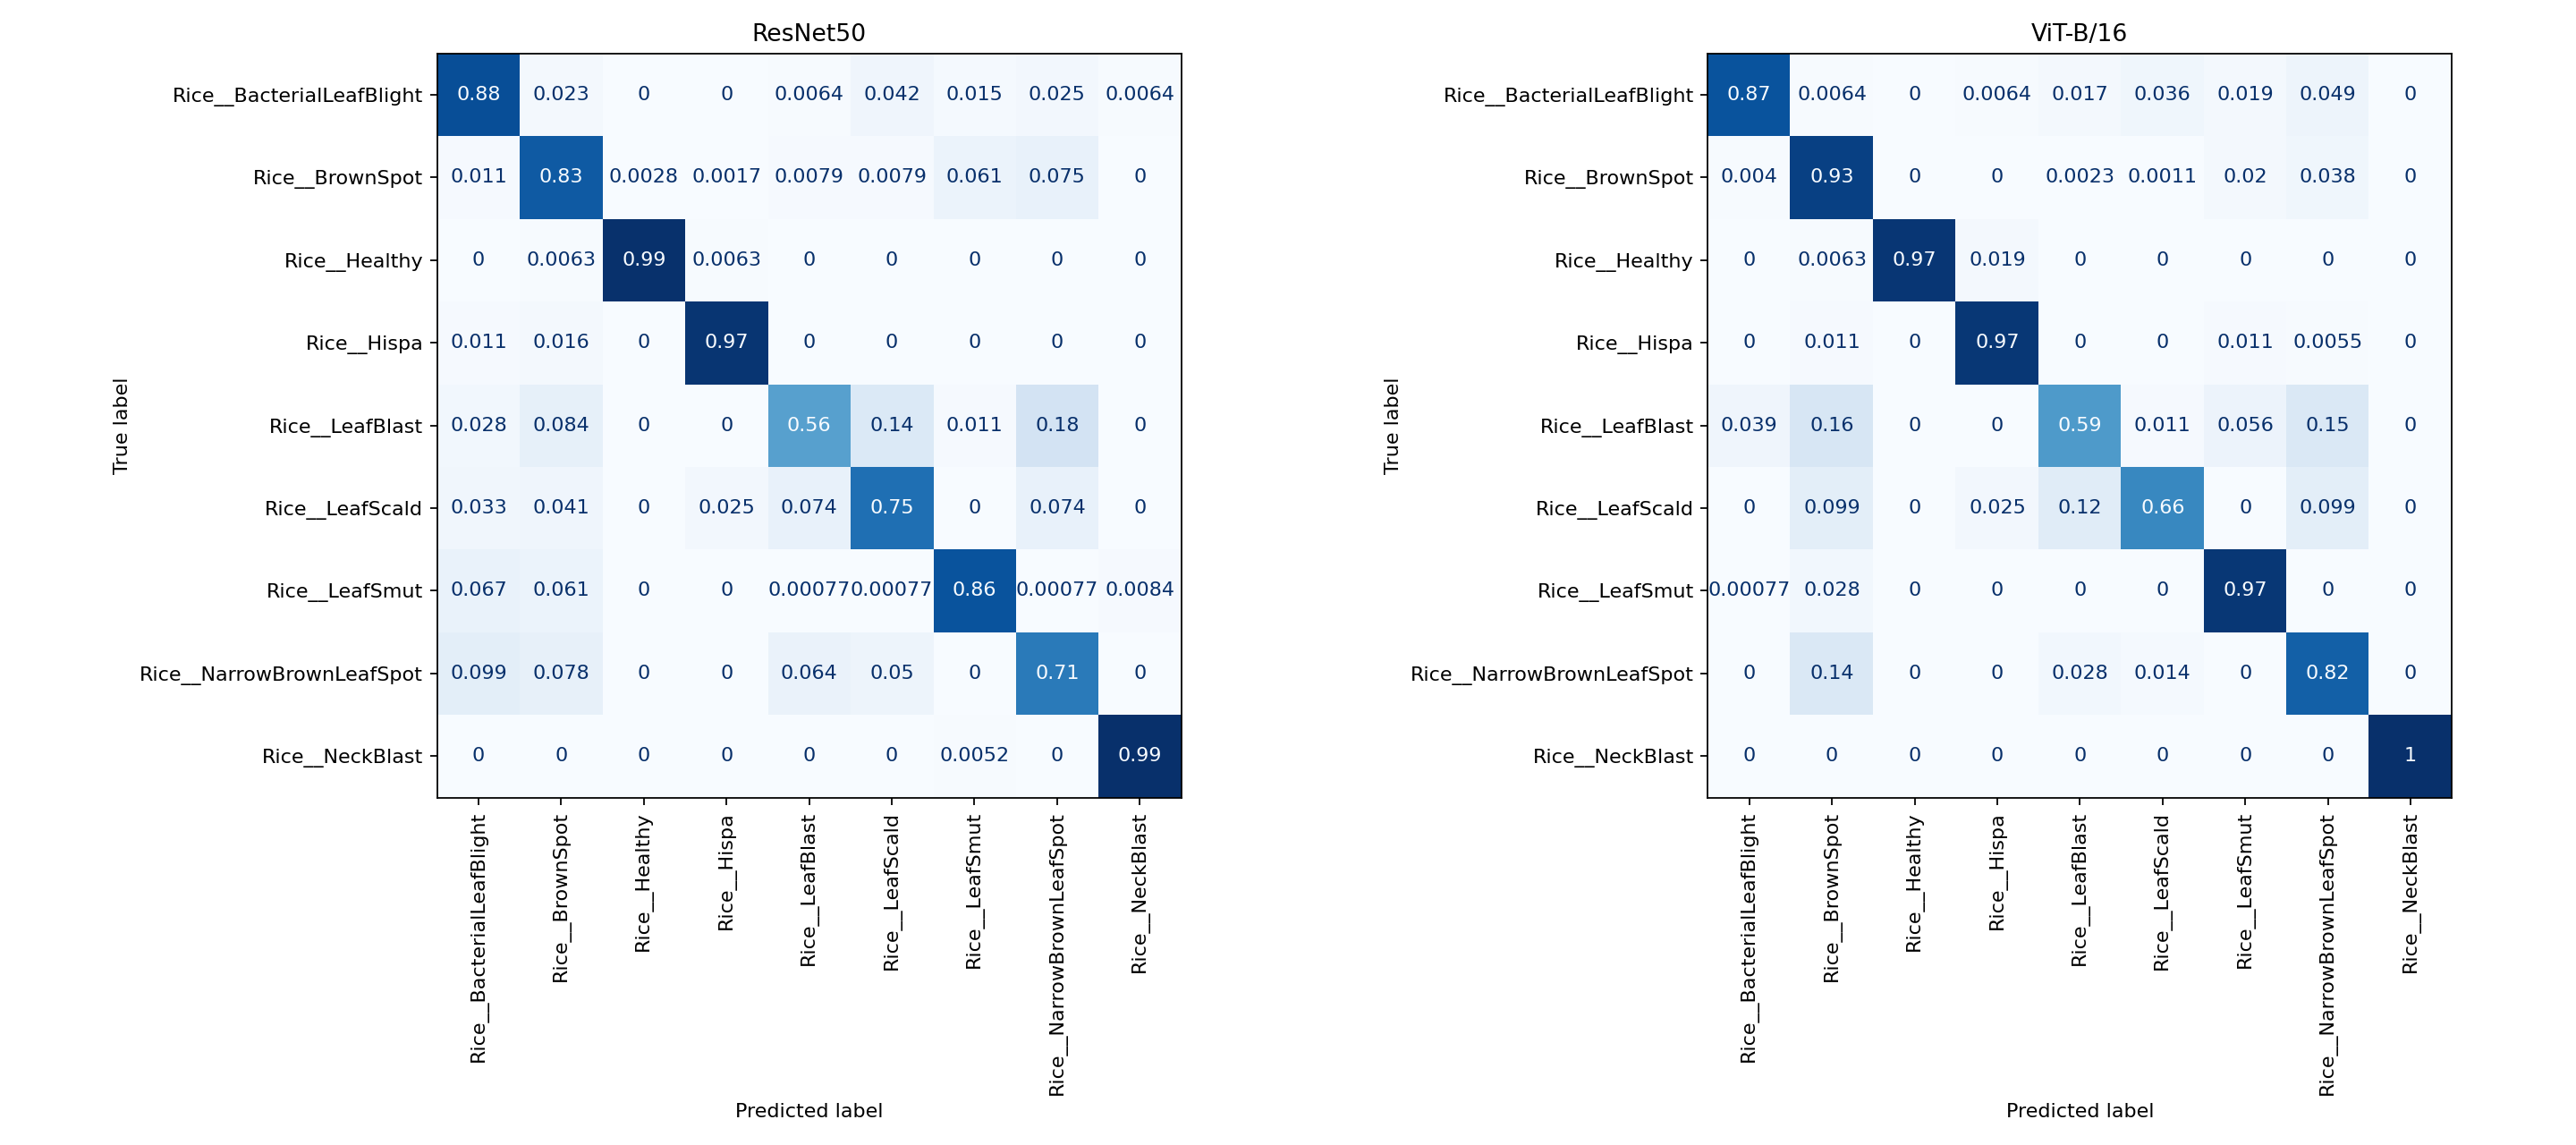 ResNet50
Rice__BacterialLeafBlight 0.88 0.023 0 0 0.0064 0.042 0.015 0.025 0.0064
Rice__BrownSpot 0.011 0.83 0.0028 0.0017 0.0079 0.0079 0.061 0.075 0
Rice__Healthy 0 0.0063 0.99 0.0063 0 0 0 0 0
Rice__Hispa 0.011 0.016 0 0.97 0 0 0 0 0
Rice__LeafBlast 0.028 0.084 0 0 0.56 0.14 0.011 0.18 0
Rice__LeafScald 0.033 0.041 0 0.025 0.074 0.75 0 0.074 0
Rice__LeafSmut 0.067 0.061 0 0 0.00077 0.00077 0.86 0.00077 0.0084
Rice__NarrowBrownLeafSpot 0.099 0.078 0 0 0.064 0.05 0 0.71 0
Rice__NeckBlast 0 0 0 0 0 0 0.0052 0 0.99
True label
Rice__BacterialLeafBlight
Rice__BrownSpot
Rice__Healthy
Rice__Hispa
Rice__LeafBlast
Rice__LeafScald
Rice__LeafSmut
Rice__NarrowBrownLeafSpot
Rice__NeckBlast
Predicted label
ViT-B/16
Rice__BacterialLeafBlight 0.87 0.0064 0 0.0064 0.017 0.036 0.019 0.049 0
Rice__BrownSpot 0.004 0.93 0 0 0.0023 0.0011 0.02 0.038 0
Rice__Healthy 0 0.0063 0.97 0.019 0 0 0 0 0
Rice__Hispa 0 0.011 0 0.97 0 0 0.011 0.0055 0
Rice__LeafBlast 0.039 0.16 0 0 0.59 0.011 0.056 0.15 0
Rice__LeafScald 0 0.099 0 0.025 0.12 0.66 0 0.099 0
Rice__LeafSmut 0.00077 0.028 0 0 0 0 0.97 0 0
Rice__NarrowBrownLeafSpot 0 0.14 0 0 0.028 0.014 0 0.82 0
Rice__NeckBlast 0 0 0 0 0 0 0 0 1
True label
Rice__BacterialLeafBlight
Rice__BrownSpot
Rice__Healthy
Rice__Hispa
Rice__LeafBlast
Rice__LeafScald
Rice__LeafSmut
Rice__NarrowBrownLeafSpot
Rice__NeckBlast
Predicted label